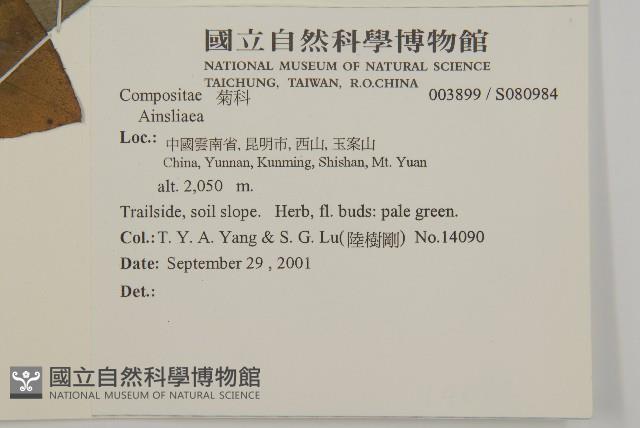 國立自然科學博物館
NATIONAL MUSEUM OF NATURAL SCIENCE
TAICHUNG, TAIWAN, R.O.CHINA
Compositae 菊科 003899 / S080984
Ainsliaea
Loc.: 中國雲南省, 昆明市, 西山, 玉案山
China, Yunnan, Kunming, Shishan, Mt. Yuan
alt. 2,050 m.
Trailside, soil slope. Herb, fl. buds: pale green.
Col.: T. Y. A. Yang & S. G. Lu(陸樹剛) No.14090
Date: September 29 , 2001
Det.:
國立自然科學博物館
NATIONAL MUSEUM OF NATURAL SCIENCE